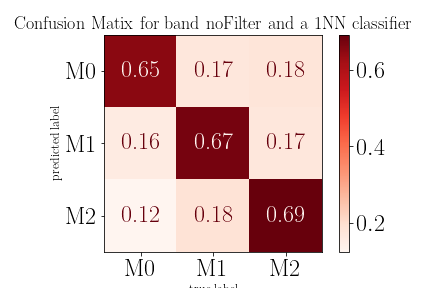 Confusion Matix for band noFilter and a 1NN classifier
M0 0.65 0.17 0.18
M1 0.16 0.67 0.17
M2 0.12 0.18 0.69
M0 M1 M2
predicted label
true label
0.6
0.4
0.2